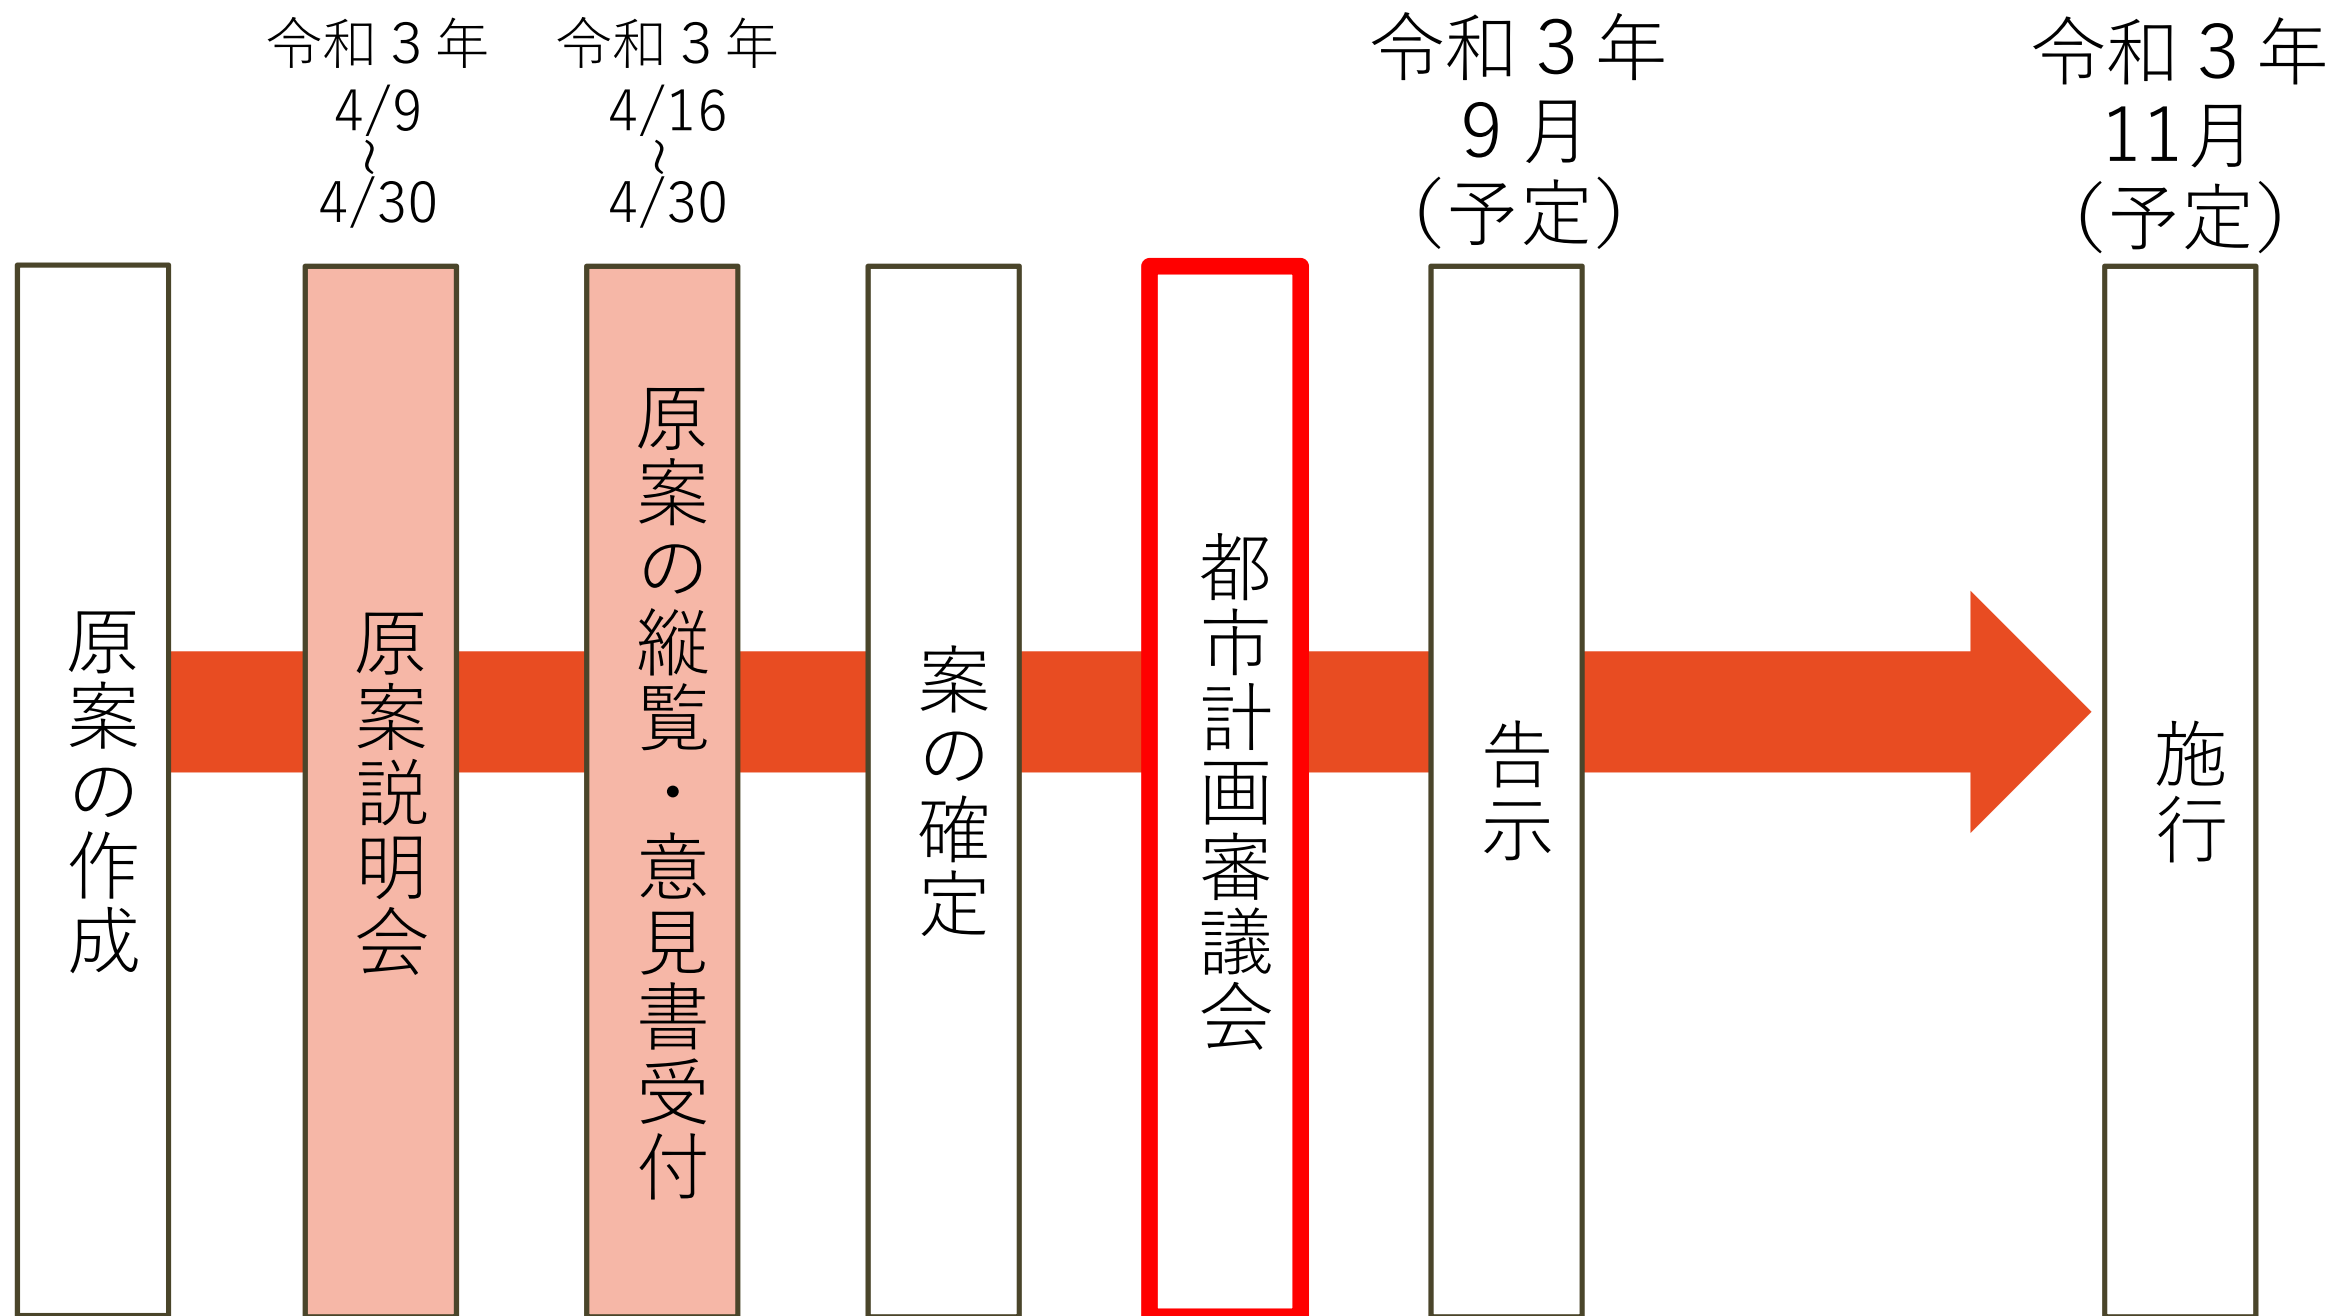 令和３年
4/9
～
4/30
令和３年
4/16
～
4/30
令和３年
９月
（予定）
令和３年
11月
（予定）
原案の作成
原案説明会
原案の縦覧・意見書受付
案の確定
都市計画審議会
告示
施行